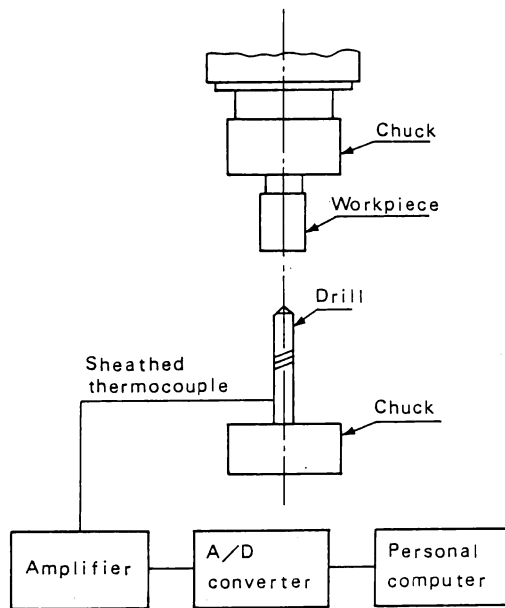 Chuck
Workpiece
Drill
Sheathed
thermocouple
Chuck
Amplifier
A/D
converter
Personal
computer